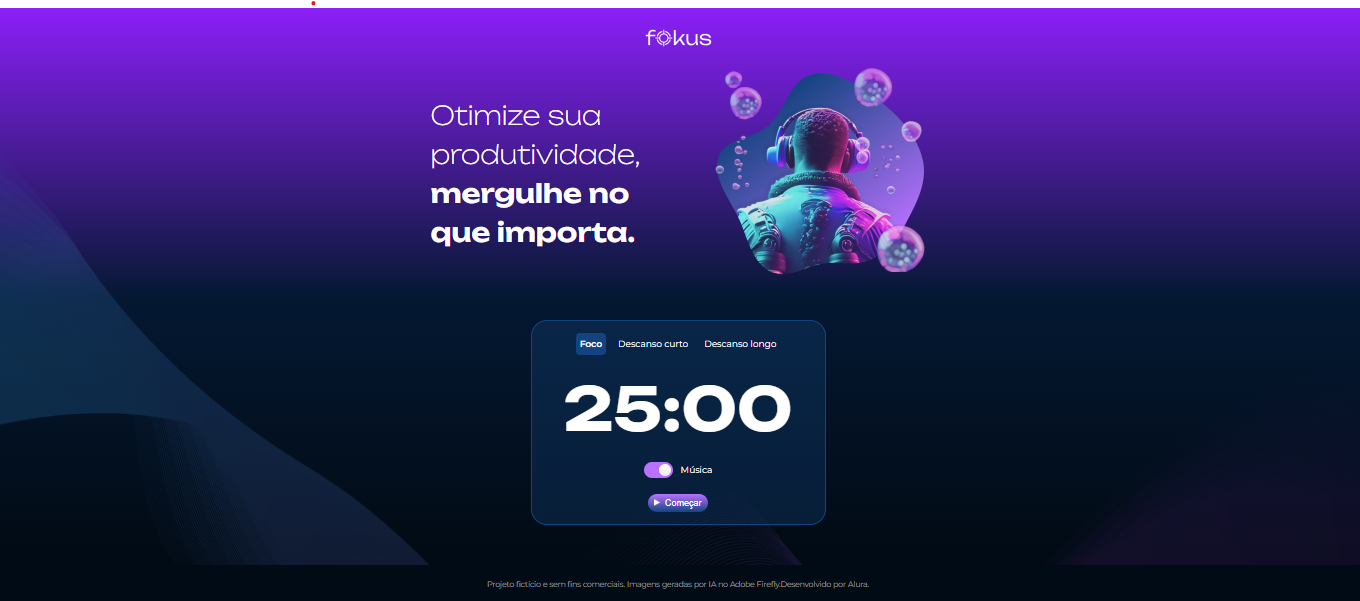 fokus
Otimize sua
produtividade,
mergulhe no
que importa.
Foco Descanso curto Descanso longo
25:00
Música
Começar
Projeto fictício e sem fins comerciais. Imagens geradas por IA no Adobe Firefly.Desenvolvido por Alura.